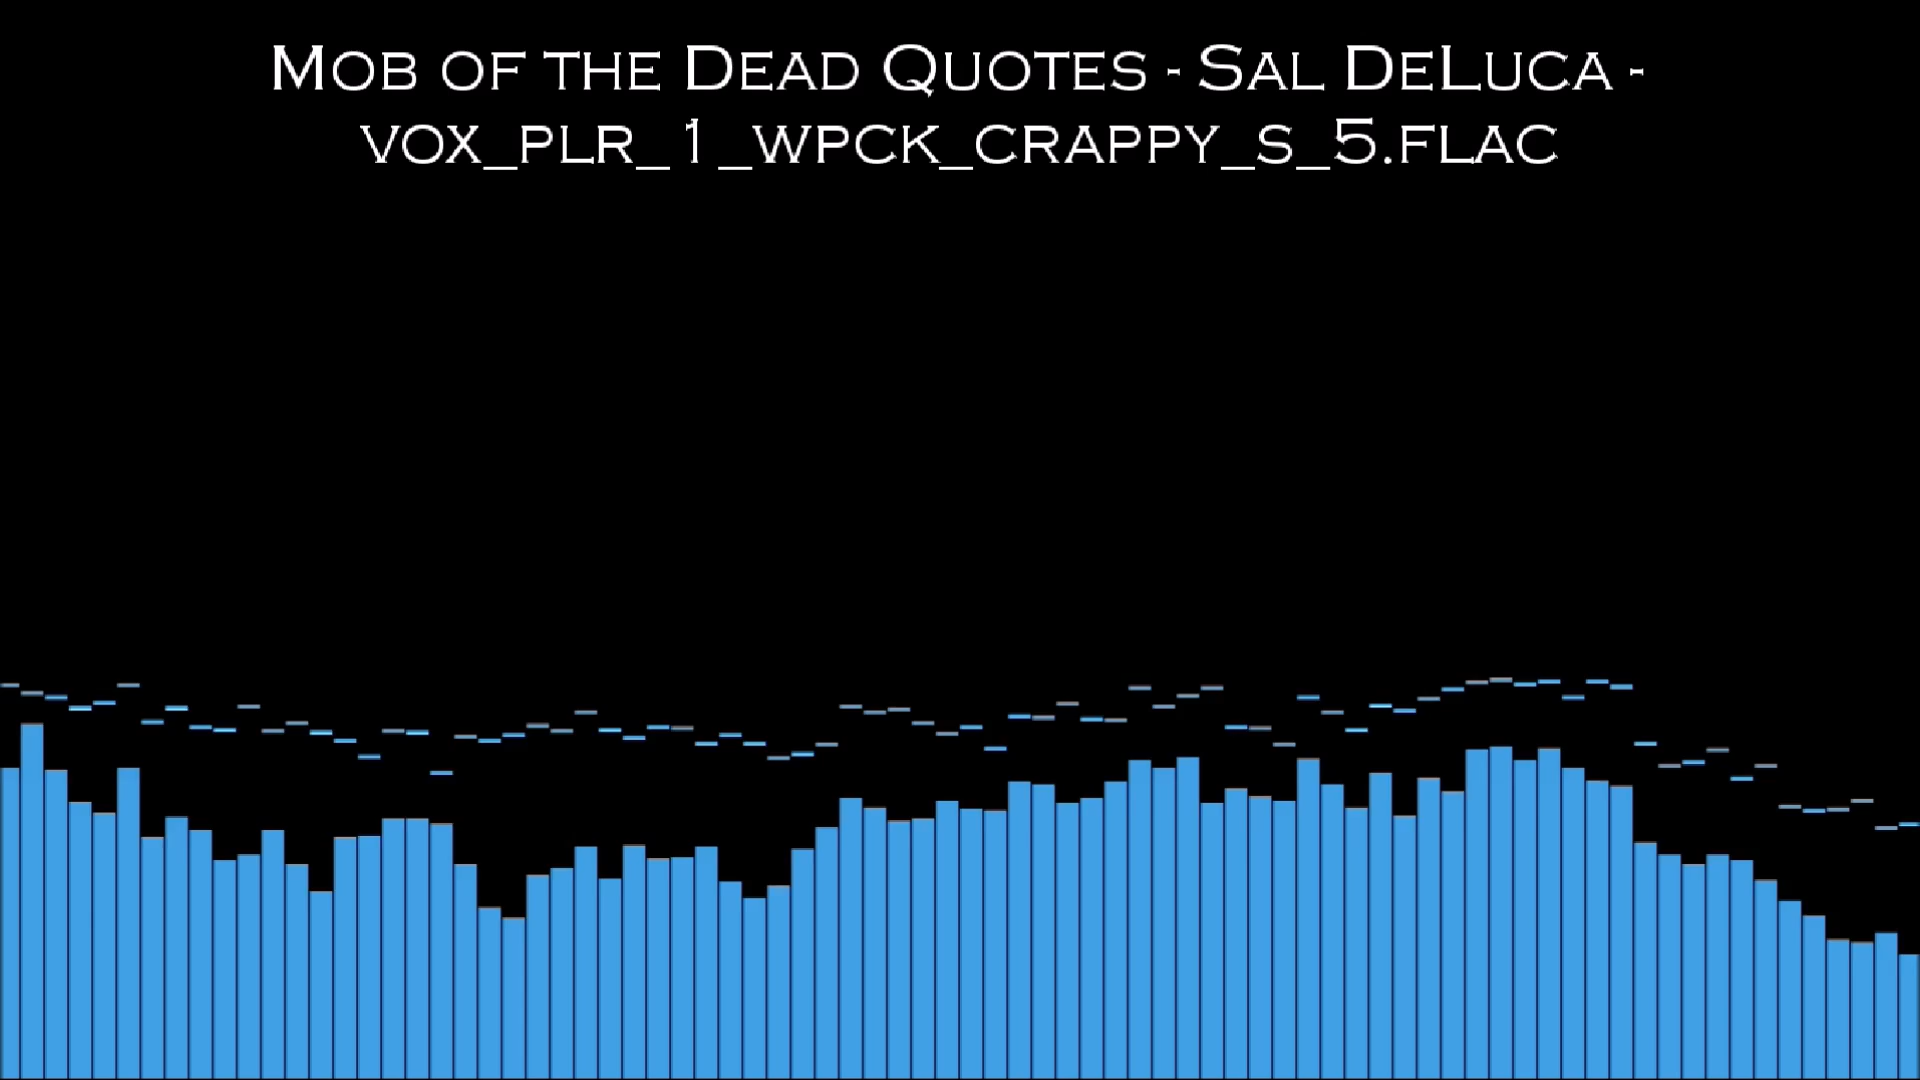 Mob of the Dead Quotes - Sal DeLuca -
vox_plr_1_wpck_crappy_s_5.flac